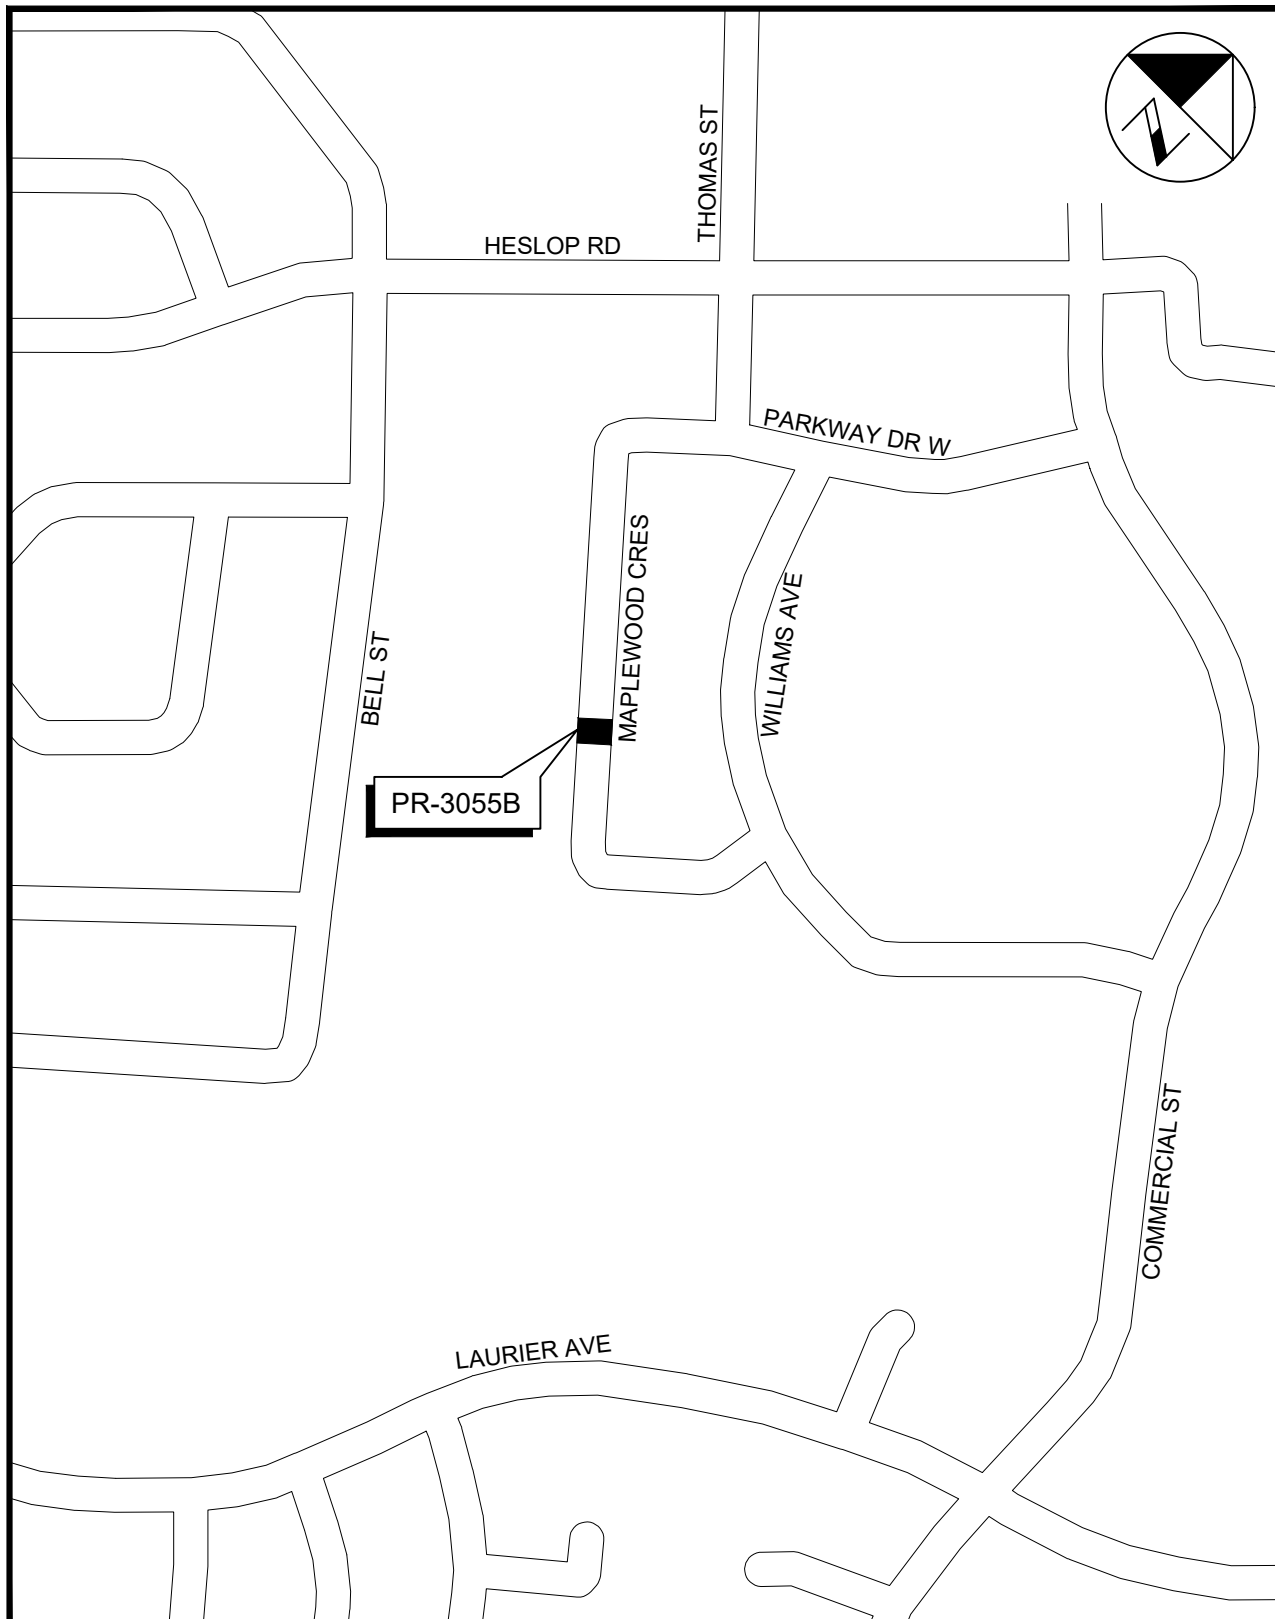 THOMAS ST
HESLOP RD
PARKWAY DR W
MAPLEWOOD CRES
WILLIAMS AVE
BELL ST
PR-3055B
COMMERCIAL ST
LAURIER AVE